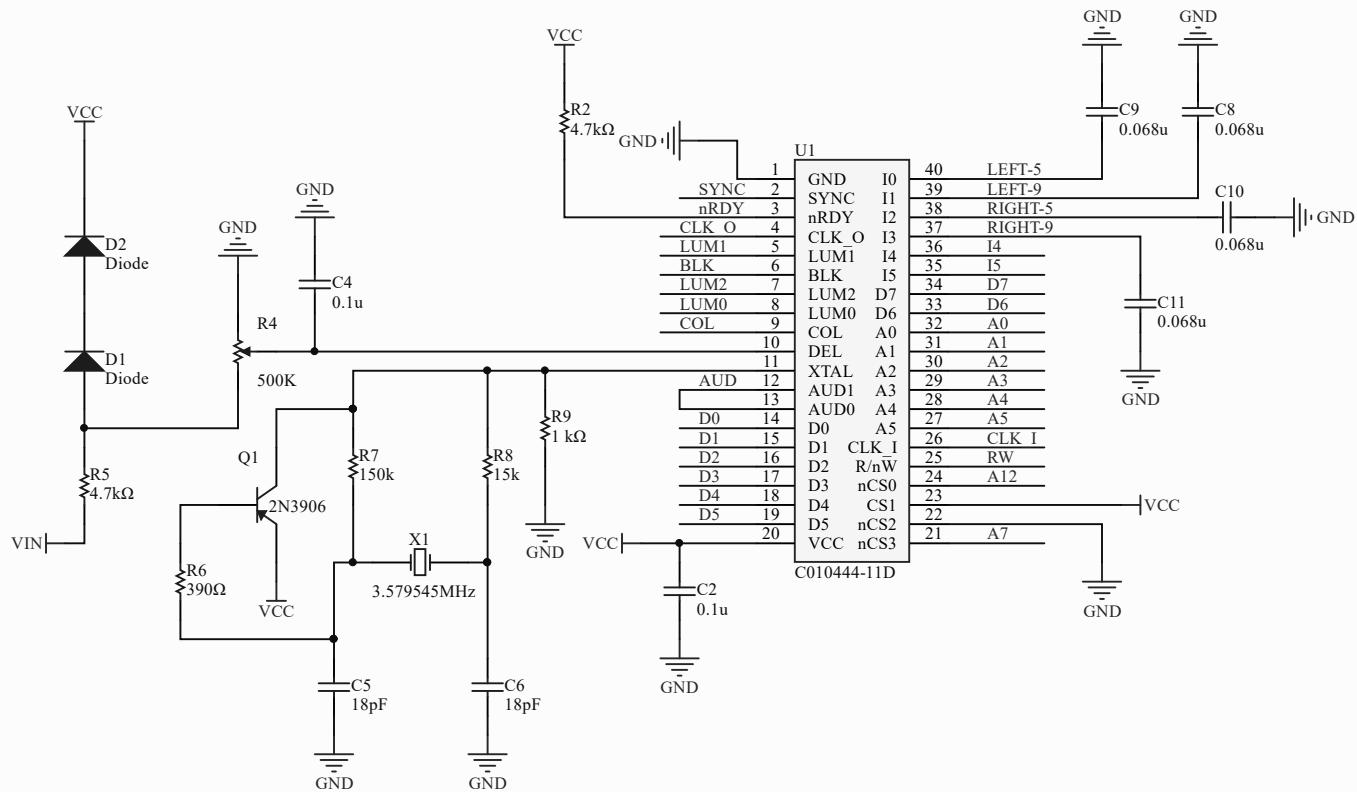 GND
GND
VCC
C9
0.068u
C8
0.068u
VCC
R2
4.7kΩ
GND
U1
1
GND
I0
40
LEFT-5
SYNC
2
SYNC
I1
39
LEFT-9
C10
0.068u
GND
nRDY
3
nRDY
I2
38
RIGHT-5
CLK_O
4
CLK_O
I3
37
RIGHT-9
LUM1
5
LUM1
I4
36
I4
BLK
6
BLK
I5
35
I5
LUM2
7
LUM2
D7
34
D7
LUM0
8
LUM0
D6
33
D6
COL
9
COL
A0
32
A0
10
DEL
A1
31
A1
11
XTAL
A2
30
A2
AUD
12
AUD1
A3
29
A3
13
AUD0
A4
28
A4
D0
14
D0
A5
27
A5
D1
15
D1
CLK_I
26
CLK_I
D2
16
D2
R/nW
25
RW
D3
17
D3
nCS0
24
A12
D4
18
D4
CS1
23
VCC
D5
19
D5
nCS2
22
VCC
20
VCC
nCS3
21
A7
C010444-11D
C11
0.068u
GND
GND
GND
GND
D2
Diode
C4
0.1u
R4
500K
D1
Diode
R9
1 kΩ
GND
R5
4.7kΩ
Q1
2N3906
R7
150k
R8
15k
VIN
X1
3.579545MHz
R6
390Ω
VCC
C2
0.1u
GND
C5
18pF
GND
C6
18pF
GND